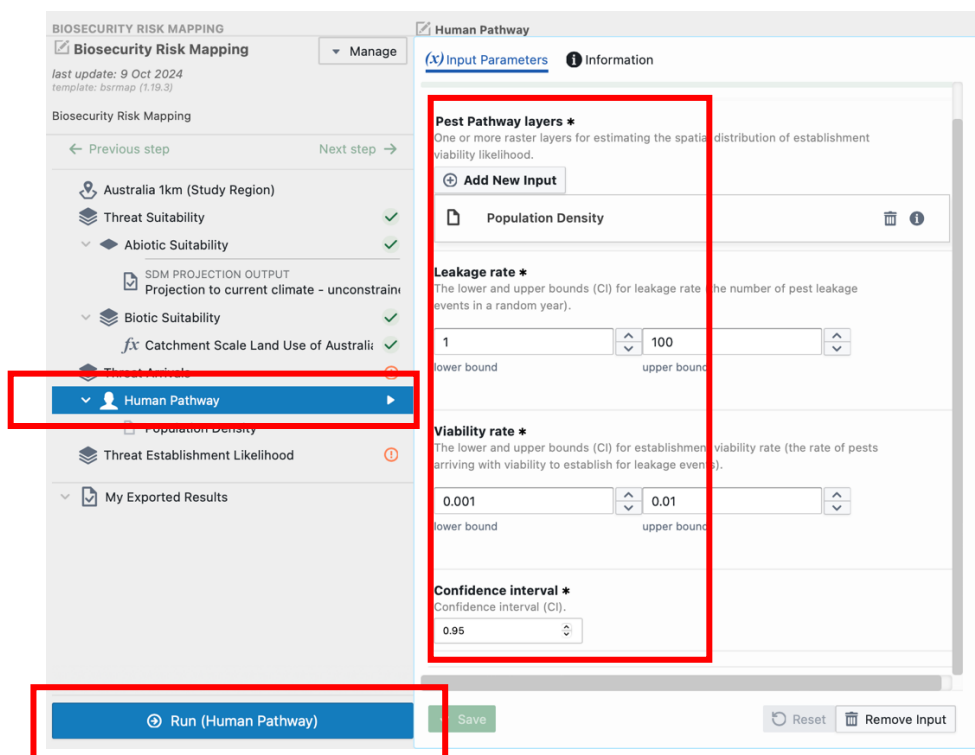 BIOSECURITY RISK MAPPING
Biosecurity Risk Mapping
Manage
last update: 9 Oct 2024
template: bsrmap (1.19.3)
Biosecurity Risk Mapping
← Previous step
Next step →
Australia 1km (Study Region)
Threat Suitability
Abiotic Suitability
SDM PROJECTION OUTPUT
Projection to current climate - unconstraine
Biotic Suitability
fx Catchment Scale Land Use of Australia
Threat Arrivals
Human Pathway
Population Density
Threat Establishment Likelihood
My Exported Results
Run (Human Pathway)
Human Pathway
(x) Input Parameters
Information
Pest Pathway layers *
One or more raster layers for estimating the spatial distribution of establishment
viability likelihood.
Add New Input
Population Density
Leakage rate *
The lower and upper bounds (CI) for leakage rate (the number of pest leakage
events in a random year).
1
100
lower bound
upper bound
Viability rate *
The lower and upper bounds (CI) for establishment viability rate (the rate of pests
arriving with viability to establish for leakage events).
0.001
0.01
lower bound
upper bound
Confidence interval *
Confidence interval (CI).
0.95
Save
Reset
Remove Input